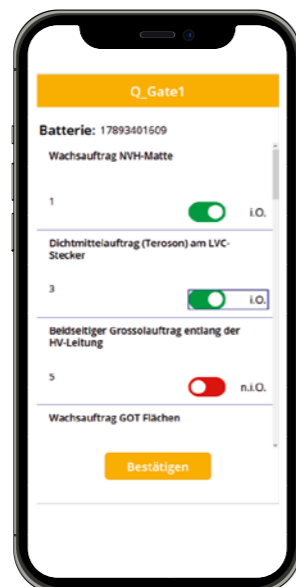 Q_Gate1
Batterie: 17893401609
Wachsauftrag NVH-Matte
1
i.O.
Dichtmittelauftrag (Teroson) am LVC-
Stecker
3
i.O.
Beidseitiger Grossolauftrag entlang der
HV-Leitung
5
n.i.O.
Wachsauftrag GOT Flächen
Bestätigen